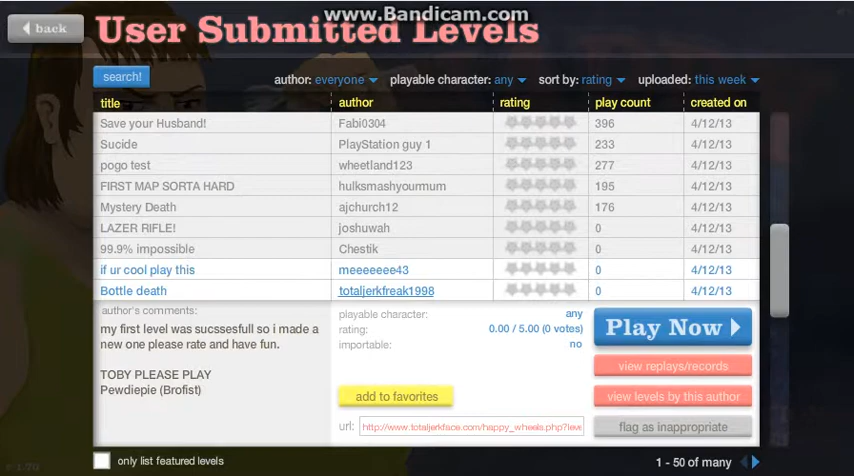 www.Bandicam.com
back
User Submitted Levels
search!
author: everyone playable character: any sort by: rating uploaded: this week
title author rating play count created on
Save your Husband! Fabi0304 396 4/12/13
Sucide PlayStation guy 1 233 4/12/13
pogo test wheetland123 277 4/12/13
FIRST MAP SORTA HARD hulksmashyourmum 195 4/12/13
Mystery Death ajchurch12 176 4/12/13
LAZER RIFLE! joshuwah 0 4/12/13
99.9% impossible Chestik 0 4/12/13
if ur cool play this meeeeeee43 0 4/12/13
Bottle death totaljerkfreak1998 0 4/12/13
author's comments:
my first level was sucssesfull so i made a
new one please rate and have fun.
TOBY PLEASE PLAY
Pewdiepie (Brofist)
playable character: any
rating: 0.00 / 5.00 (0 votes)
importable: no
add to favorites
url: http://www.totaljerkface.com/happy_wheels.php?leve
Play Now
view replays/records
view levels by this author
flag as inappropriate
only list featured levels
1 - 50 of many